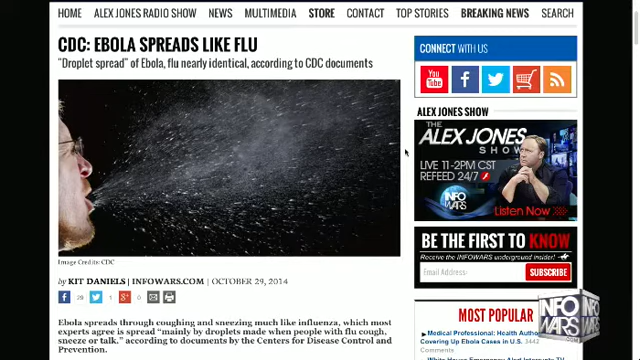 HOME ALEX JONES RADIO SHOW NEWS MULTIMEDIA STORE CONTACT TOP STORIES BREAKING NEWS SEARCH
CDC: EBOLA SPREADS LIKE FLU
"Droplet spread" of Ebola, flu nearly identical, according to CDC documents
Image Credits: CDC
by KIT DANIELS | INFOWARS.COM | OCTOBER 29, 2014
Ebola spreads through coughing and sneezing much like influenza, which most
experts agree is spread "mainly by droplets made when people with flu cough,
sneeze or talk," according to documents by the Centers for Disease Control and
Prevention.
CONNECT WITH US
You
Tube
ALEX JONES SHOW
THE
ALEX JONES
SHOW
LIVE 11-2PM CST
REFEED 24/7
INFO
WARS
Listen Now
BE THE FIRST TO KNOW
Receive the INFOWARS underground insider!
Email Address:
SUBSCRIBE
MOST POPULAR
Medical Professional: Health
Covering Up Ebola Cases in U.S. 3442
Comments
INFO
WARS